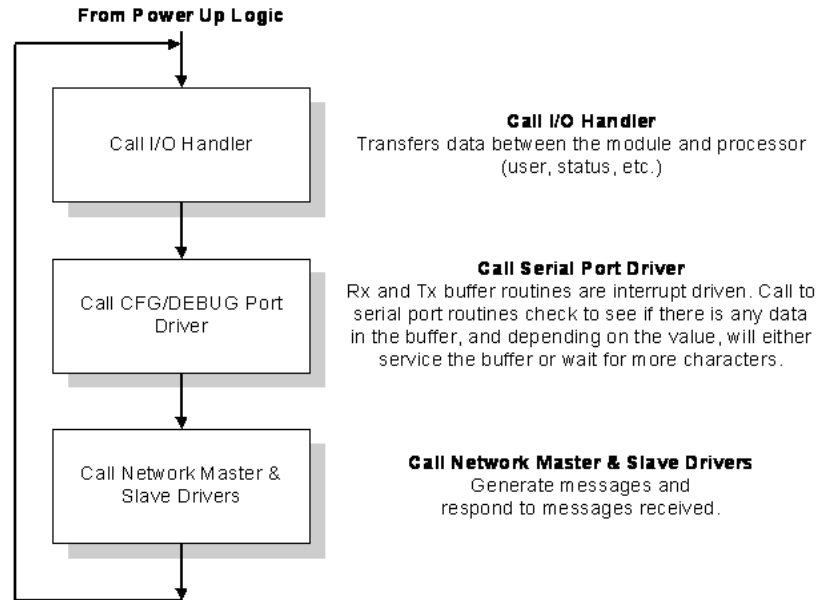 From Power Up Logic
Call I/O Handler
Call I/O Handler
Transfers data between the module and processor
(user, status, etc.)
Call CFG/DEBUG Port
Driver
Call Serial Port Driver
Rx and Tx buffer routines are interrupt driven. Call to
serial port routines check to see if there is any data
in the buffer, and depending on the value, will either
service the buffer or wait for more characters.
Call Network Master &
Slave Drivers
Call Network Master & Slave Drivers
Generate messages and
respond to messages received.